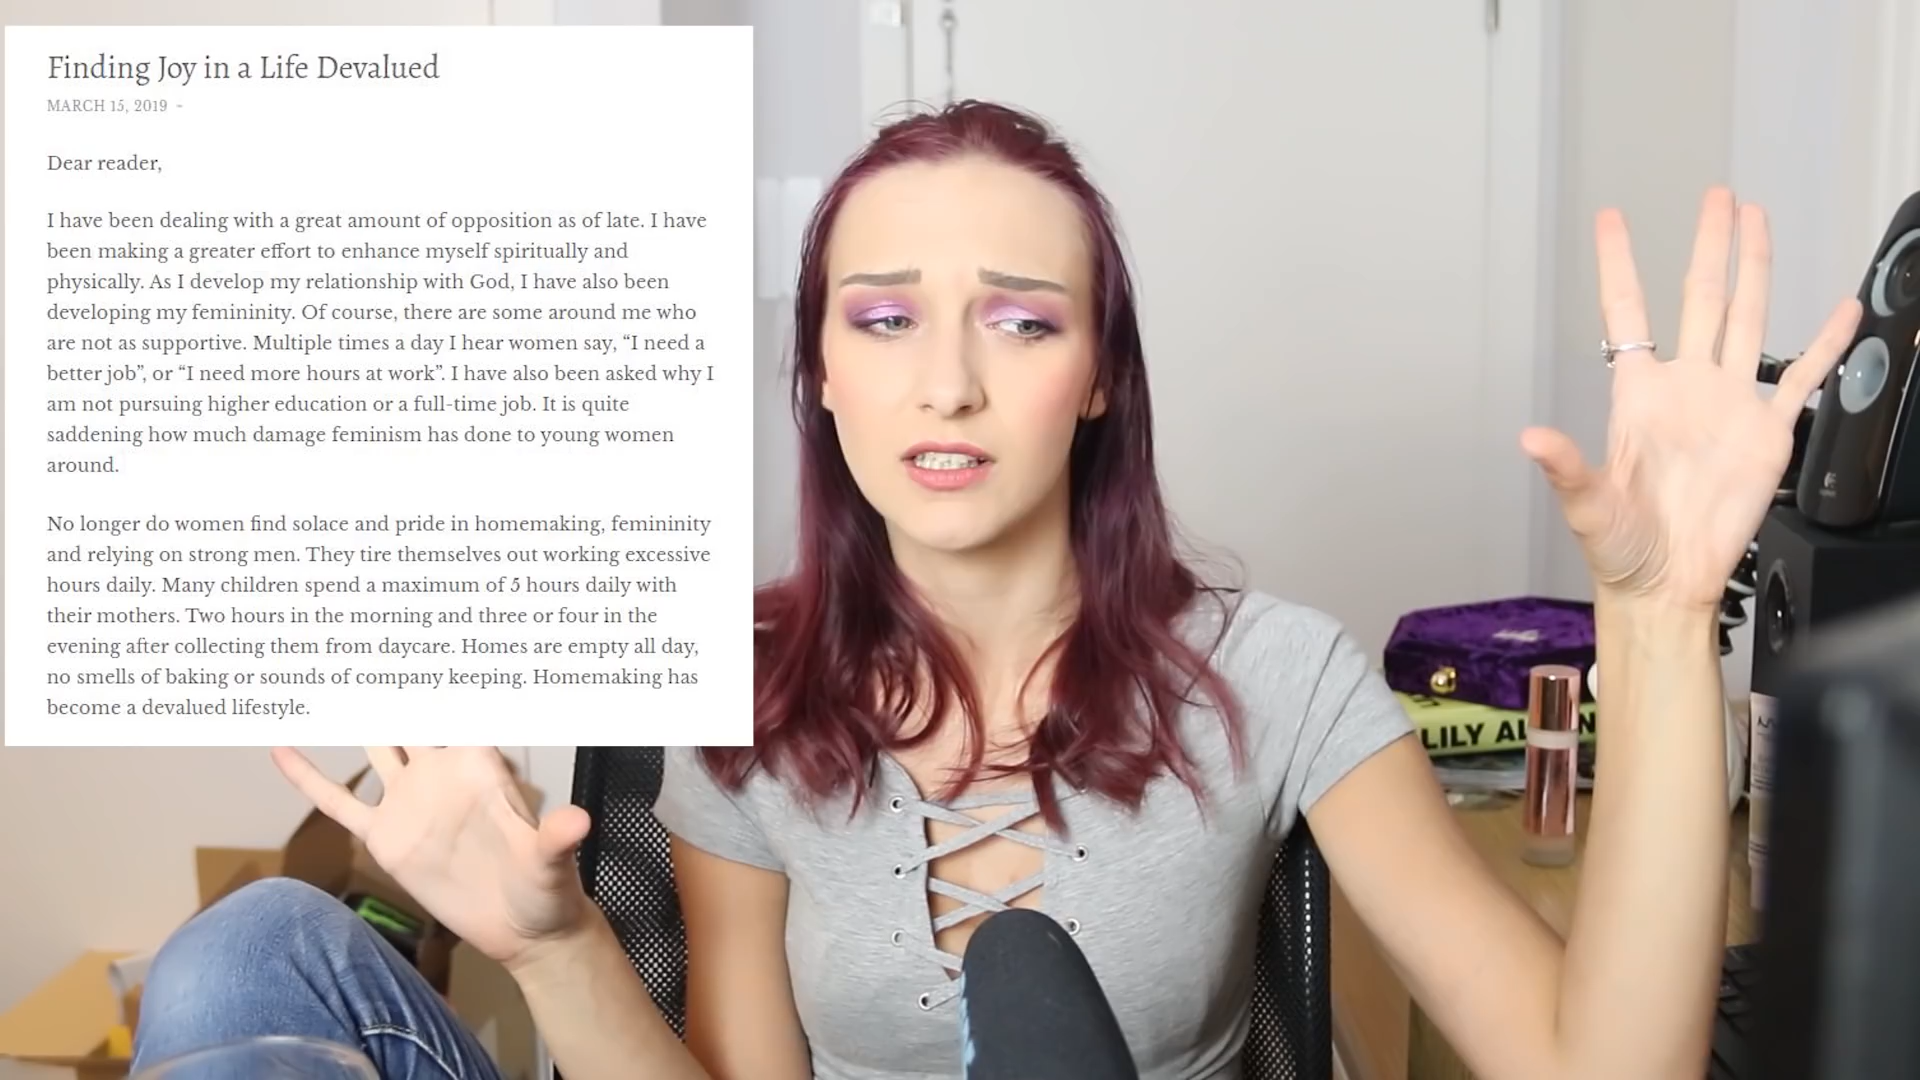 Finding Joy in a Life Devalued
MARCH 15, 2019 -
Dear reader,
I have been dealing with a great amount of opposition as of late. I have
been making a greater effort to enhance myself spiritually and
physically. As I develop my relationship with God, I have also been
developing my femininity. Of course, there are some around me who
are not as supportive. Multiple times a day I hear women say, “I need a
better job”, or “I need more hours at work”. I have also been asked why I
am not pursuing higher education or a full-time job. It is quite
saddening how much damage feminism has done to young women
around.
No longer do women find solace and pride in homemaking, femininity
and relying on strong men. They tire themselves out working excessive
hours daily. Many children spend a maximum of 5 hours daily with
their mothers. Two hours in the morning and three or four in the
evening after collecting them from daycare. Homes are empty all day,
no smells of baking or sounds of company keeping. Homemaking has
become a devalued lifestyle.
LILY AL N